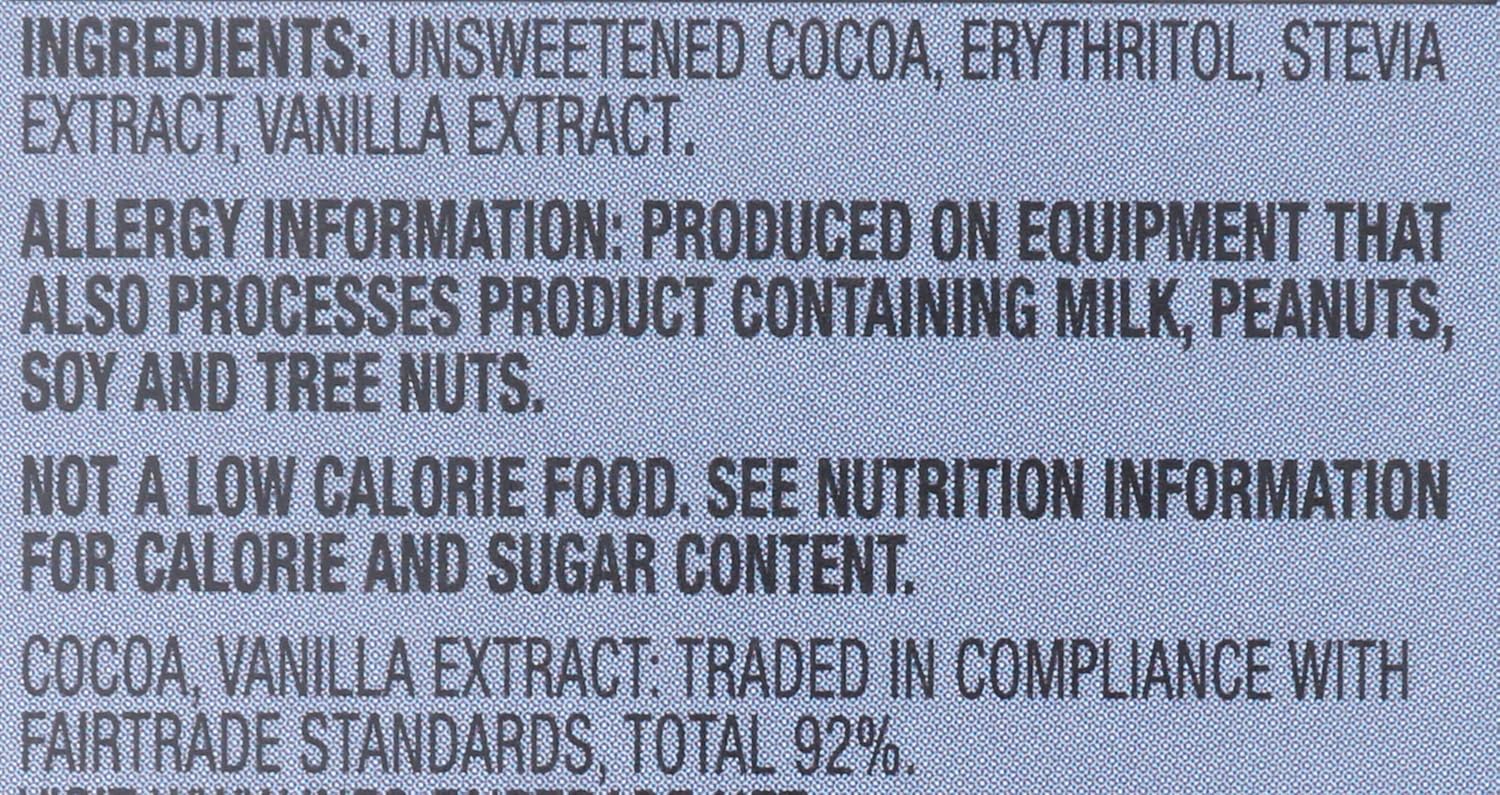 INGREDIENTS: UNSWEETENED COCOA, ERYTHRITOL, STEVIA
EXTRACT, VANILLA EXTRACT.
ALLERGY INFORMATION: PRODUCED ON EQUIPMENT THAT
ALSO PROCESSES PRODUCT CONTAINING MILK, PEANUTS,
SOY AND TREE NUTS.
NOT A LOW CALORIE FOOD. SEE NUTRITION INFORMATION
FOR CALORIE AND SUGAR CONTENT.
COCOA, VANILLA EXTRACT: TRADED IN COMPLIANCE WITH
FAIRTRADE STANDARDS, TOTAL 92%.